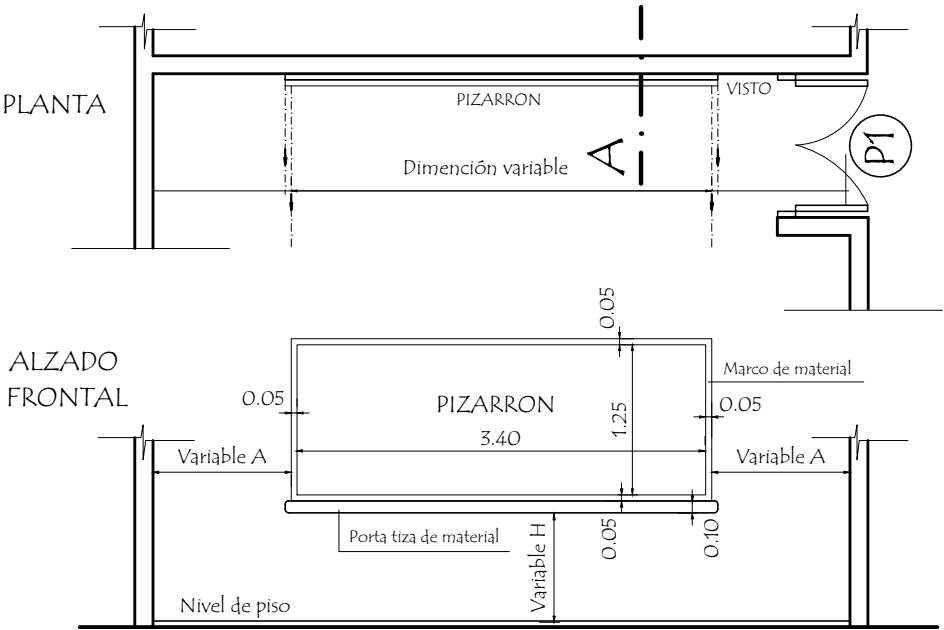 PLANTA
PIZARRON
VISTO
A
Dimención variable
P1
0.05
ALZADO
FRONTAL
Marco de material
0.05
PIZARRON
0.05
1.25
3.40
Variable A
Variable A
Porta tiza de material
Variable H
0.05
0.10
Nivel de piso